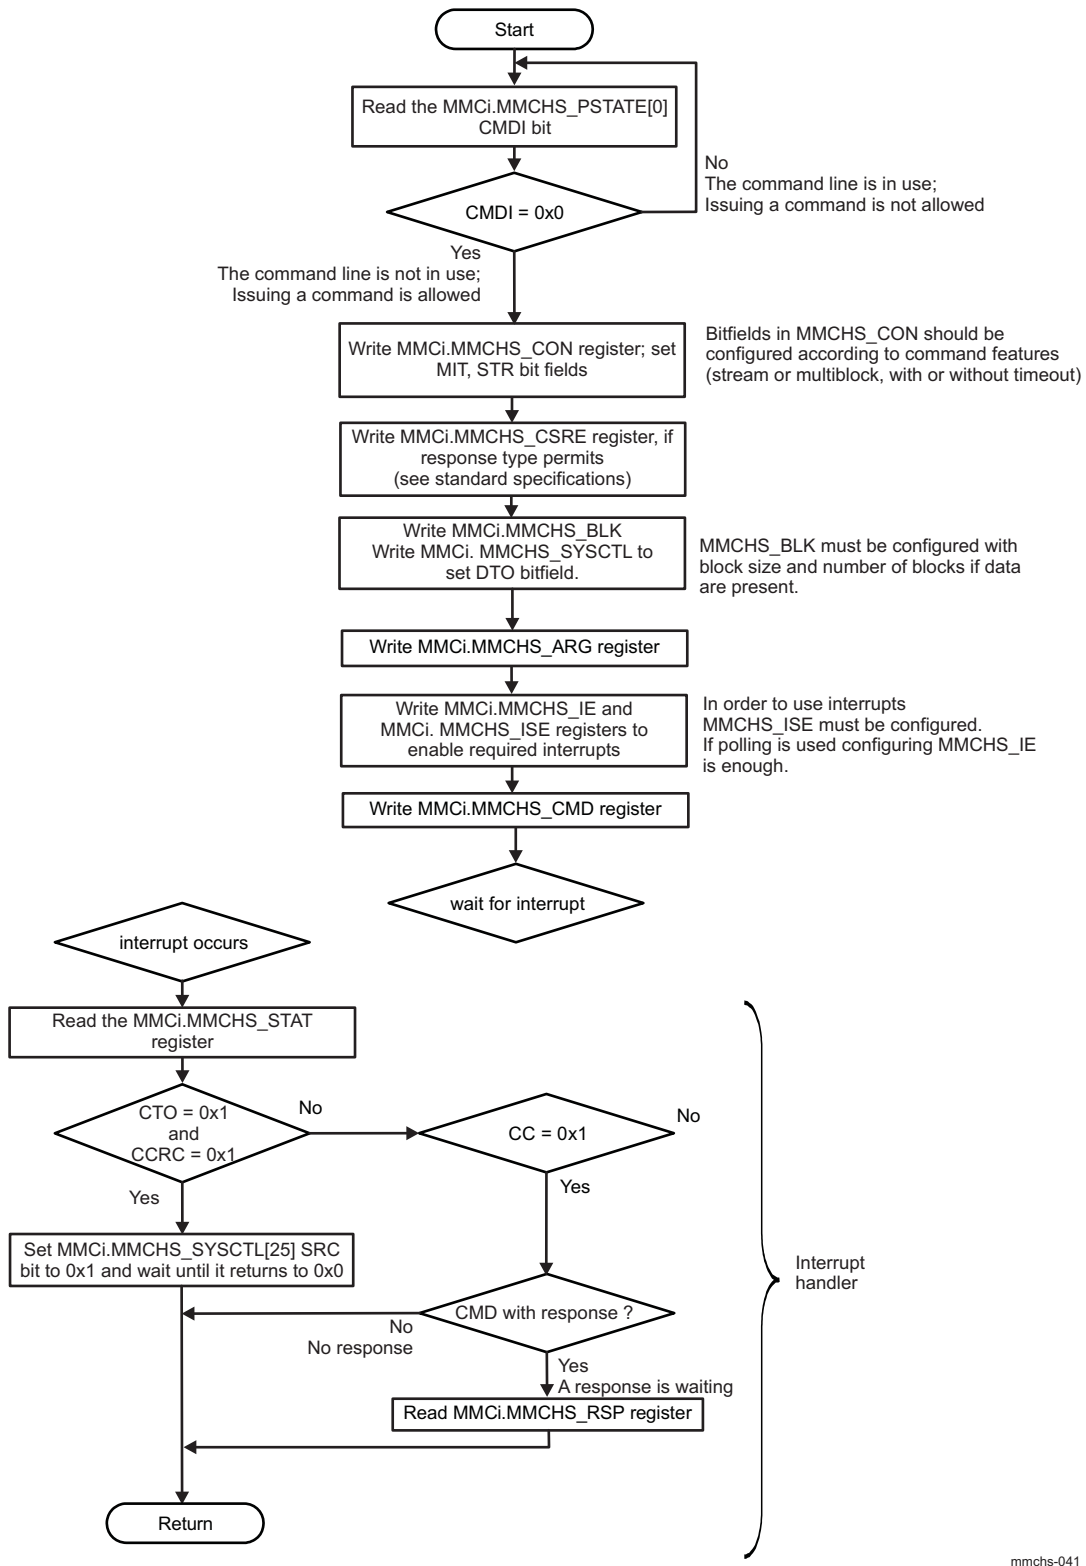 Start
Read the MMCi.MMCHS_PSTATE[0]
CMDI bit
No
The command line is in use;
Issuing a command is not allowed
CMDI = 0x0
Yes
The command line is not in use;
Issuing a command is allowed
Write MMCi.MMCHS_CON register; set
MIT, STR bit fields
Bitfields in MMCHS_CON should be
configured according to command features
(stream or multiblock, with or without timeout)
Write MMCi.MMCHS_CSRE register, if
response type permits
(see standard specifications)
Write MMCi.MMCHS_BLK
Write MMCi. MMCHS_SYSCTL to
set DTO bitfield.
MMCHS_BLK must be configured with
block size and number of blocks if data
are present.
Write MMCi.MMCHS_ARG register
Write MMCi.MMCHS_IE and
MMCi. MMCHS_ISE registers to
enable required interrupts
In order to use interrupts
MMCHS_ISE must be configured.
If polling is used configuring MMCHS_IE
is enough.
Write MMCi.MMCHS_CMD register
wait for interrupt
interrupt occurs
Read the MMCi.MMCHS_STAT
register
CTO = 0x1
and
CCRC = 0x1
No
CC = 0x1
No
Yes
Yes
Set MMCi.MMCHS_SYSCTL[25] SRC
bit to 0x1 and wait until it returns to 0x0
Interrupt
handler
CMD with response ?
No
No response
Yes
A response is waiting
Read MMCi.MMCHS_RSP register
Return
mmchs-041